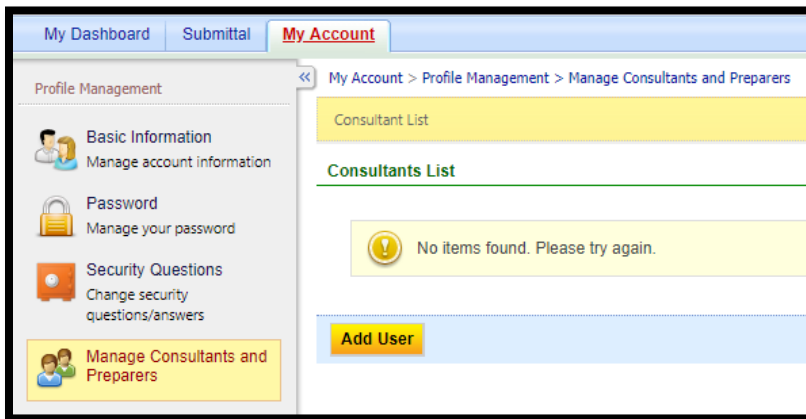 My Dashboard Submittal My Account
Profile Management
Basic Information
Manage account information
Password
Manage your password
Security Questions
Change security
questions/answers
Manage Consultants and
Preparers
« My Account > Profile Management > Manage Consultants and Preparers
Consultant List
Consultants List
No items found. Please try again.
Add User